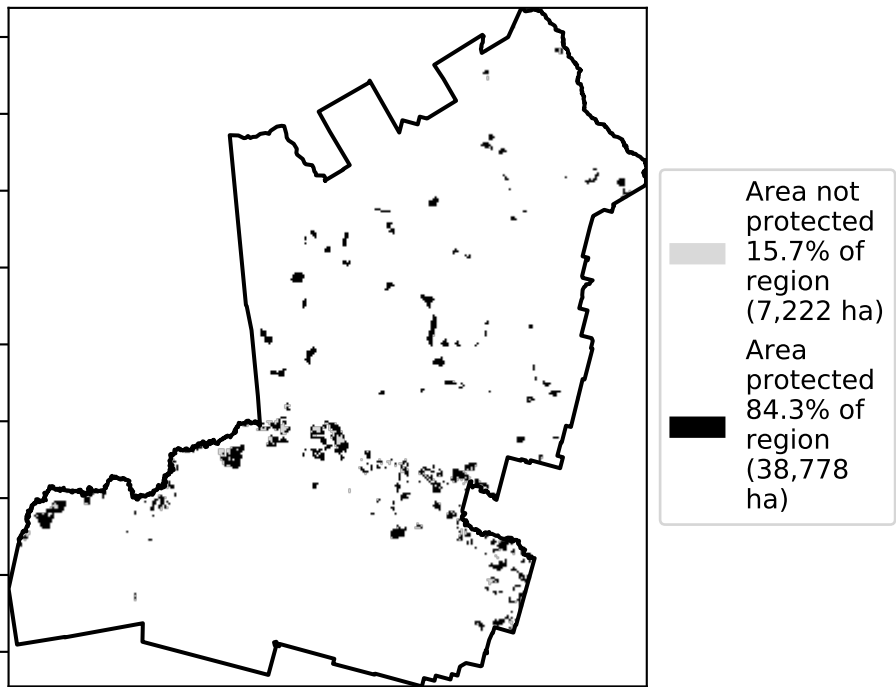 Area not
protected
15.7% of
region
(7,222 ha)
Area
protected
84.3% of
region
(38,778
ha)